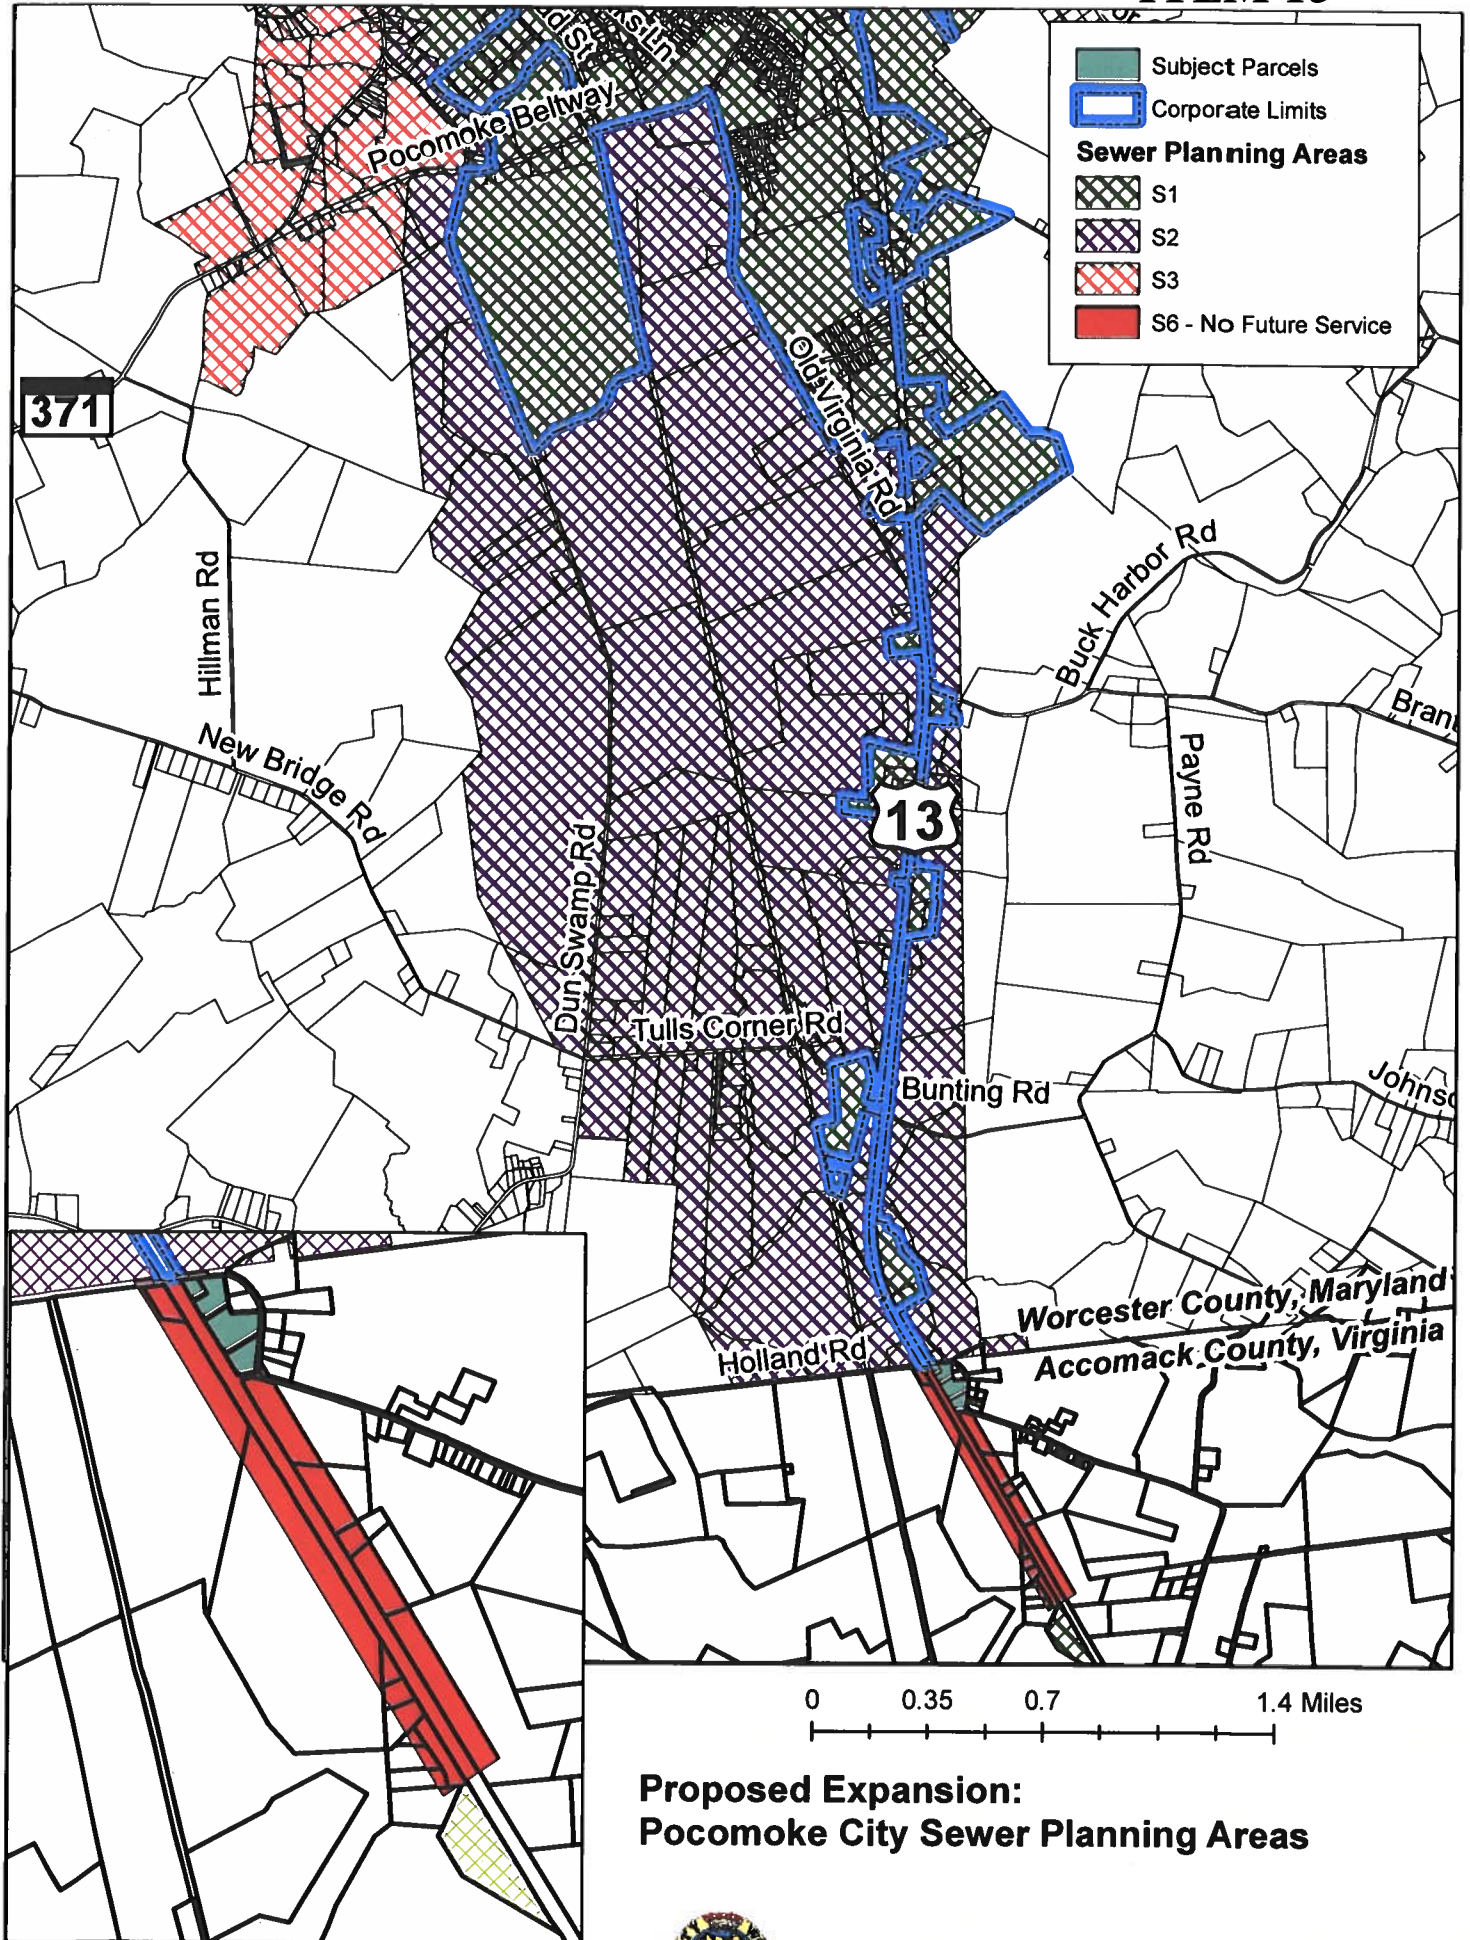 Subject Parcels
Corporate Limits
Sewer Planning Areas
S1
S2
S3
S6 - No Future Service
Pocomoke Beltway
Old Virginia Rd
371
Hillman Rd
Buck Harbor Rd
New Bridge Rd
Payne Rd
13
Dun Swamp Rd
Tulls Corner Rd
Bunting Rd
Worcester County, Maryland
Accomack County, Virginia
Holland Rd
0 0.35 0.7 1.4 Miles
Proposed Expansion:
Pocomoke City Sewer Planning Areas